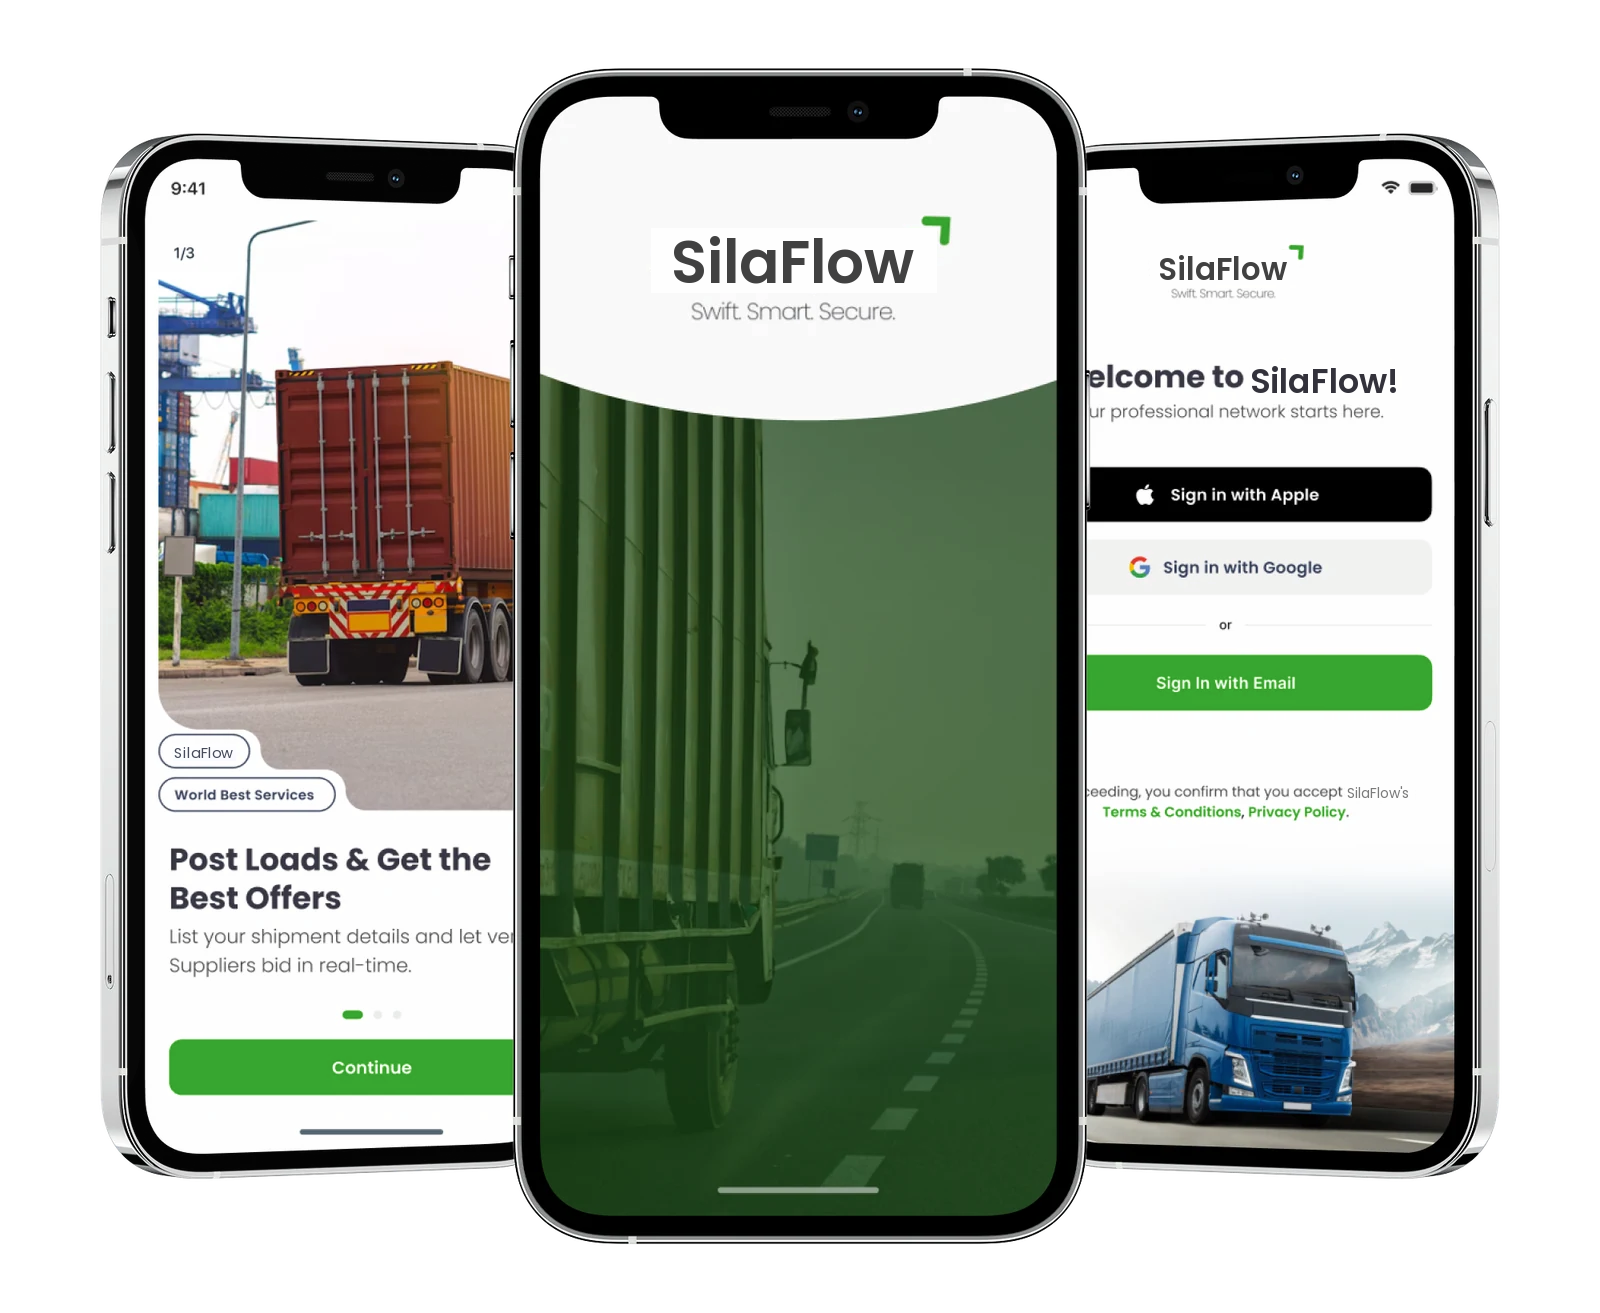 9:41
1/3
SilaFlow
World Best Services
Post Loads & Get the
Best Offers
List your shipment details and let
Suppliers bid in real-time.
Continue
SilaFlow
Swift. Smart. Secure.
SilaFlow
Swift. Smart. Secure.
elcome to SilaFlow!
ur professional network starts here.
Sign in with Apple
Sign in with Google
or
Sign In with Email
ceeding, you confirm that you accept SilaFlow's
Terms & Conditions, Privacy Policy.